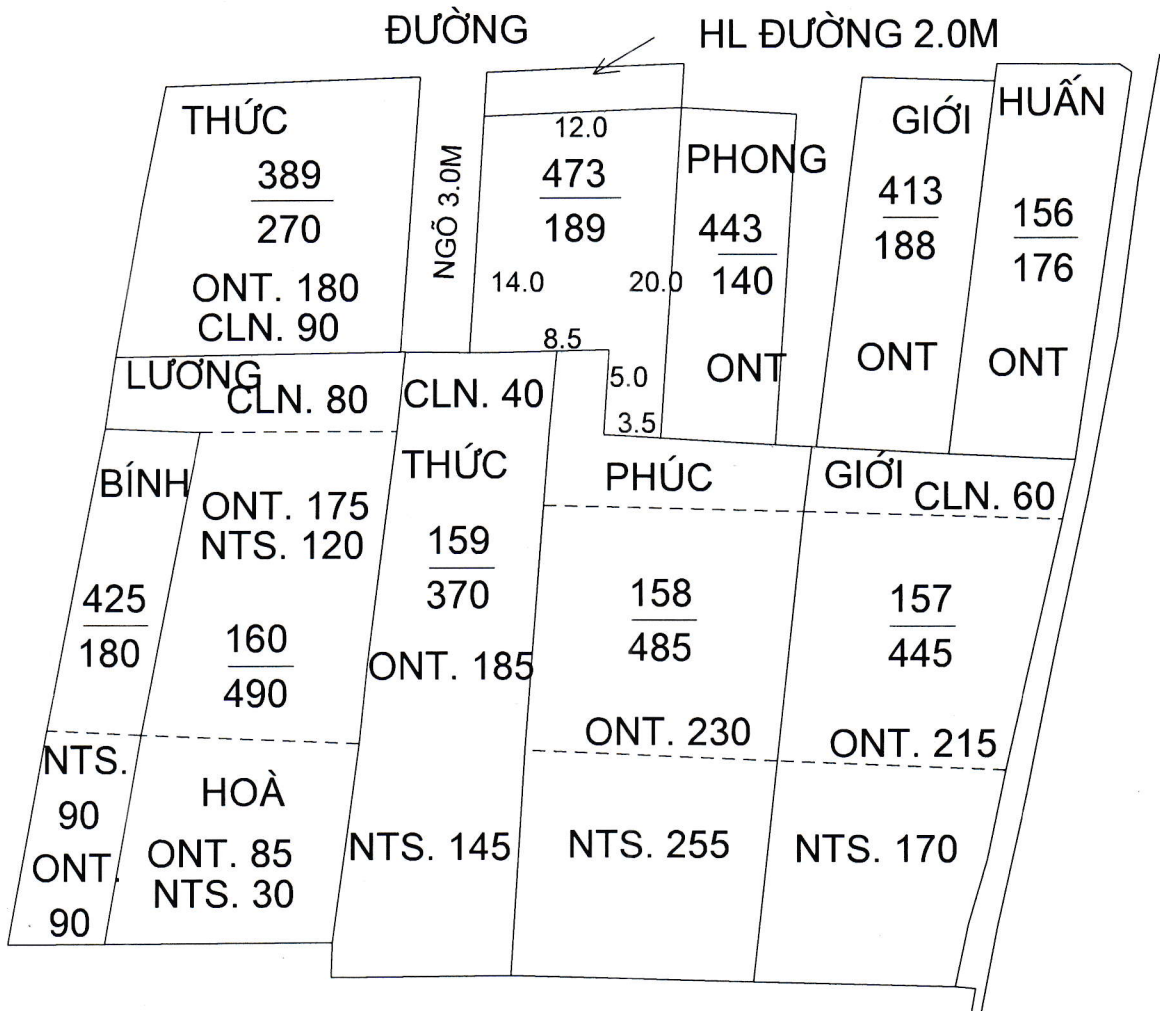 ĐƯỜNG
HL ĐƯỜNG 2.0M
THỨC
389
270
ONT. 180
CLN. 90
NGÕ 3.0M
12.0
473
189
14.0
20.0
8.5
5.0
3.5
PHONG
443
140
ONT
GIỚI
413
188
ONT
HUẤN
156
176
ONT
LƯƠNG
CLN. 80
ONT. 175
NTS. 120
160
490
HOÀ
ONT. 85
NTS. 30
BÍNH
425
180
NTS.
90
ONT.
90
CLN. 40
THỨC
159
370
ONT. 185
NTS. 145
PHÚC
158
485
ONT. 230
NTS. 255
GIỚI
CLN. 60
157
445
ONT. 215
NTS. 170